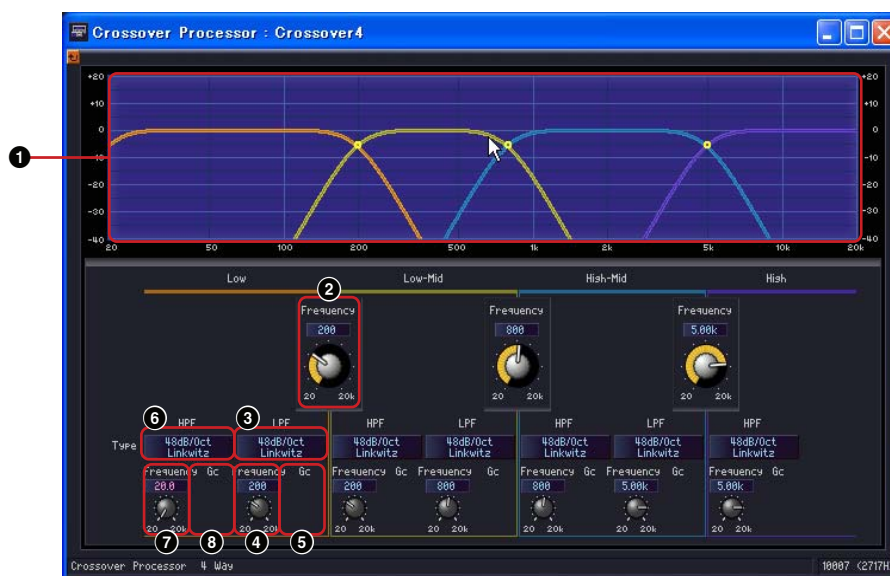 Crossover Processor : Crossover4
+20 +20
+10 +10
0 0
-10 -10
-20 -20
-30 -30
-40 -40
20 50 100 200 500 1k 2k 5k 10k 20k
1
Low Low-Mid High-Mid High
2
Frequency Frequency Frequency
200 800 5.00k
20 20k 20 20k 20 20k
6 3
HPF LPF HPF LPF HPF LPF HPF
Type 48dB/Oct Linkwitz 48dB/Oct Linkwitz 48dB/Oct Linkwitz 48dB/Oct Linkwitz 48dB/Oct Linkwitz 48dB/Oct Linkwitz 48dB/Oct Linkwitz
Frequency Gc Frequency Gc Frequency Gc Frequency Gc Frequency Gc Frequency Gc Frequency Gc
20.0 200 200 800 800 5.00k 5.00k
20 20k 20 20k 20 20k 20 20k 20 20k 20 20k 20 20k
7 8 4 5
Crossover Processor 4 Way 10007 (2717H